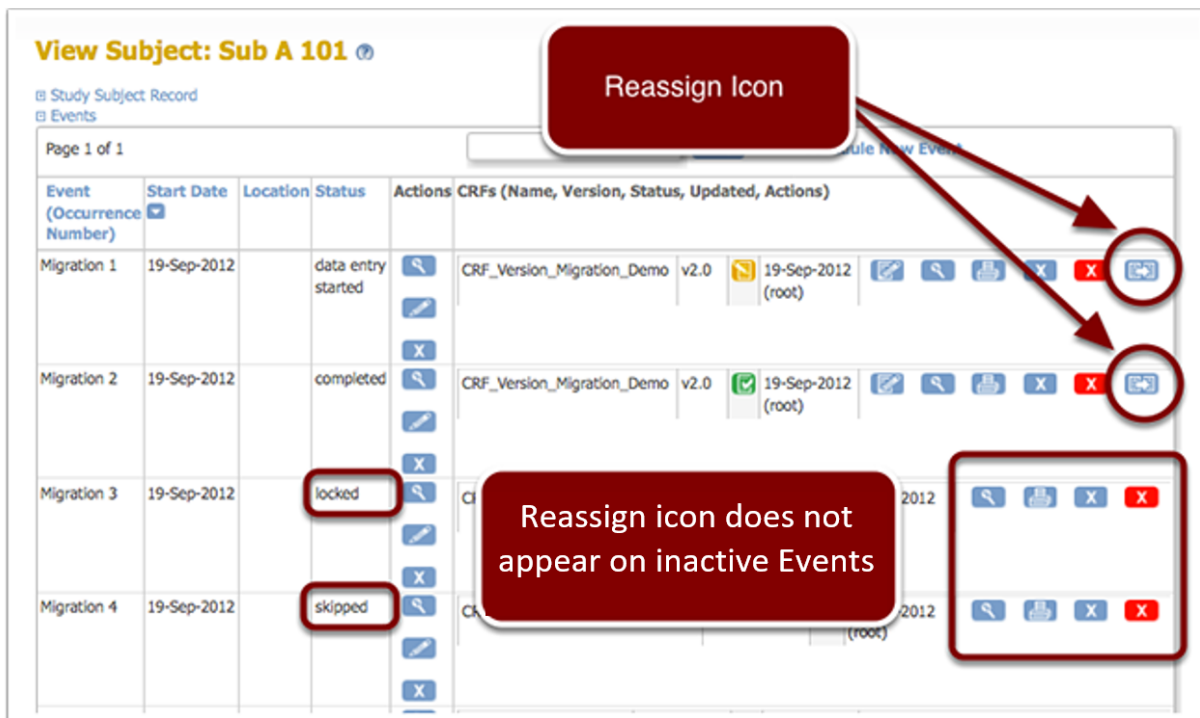 View Subject: Sub A 101
Reassign Icon
Study Subject Record
Events
Page 1 of 1
New Event
Event (Occurrence Number) Start Date Location Status Actions CRFs (Name, Version, Status, Updated, Actions)
Migration 1 19-Sep-2012 data entry started CRF_Version_Migration_Demo v2.0 19-Sep-2012 (root) X X
X
Migration 2 19-Sep-2012 completed CRF_Version_Migration_Demo v2.0 19-Sep-2012 (root) X X
X
Migration 3 19-Sep-2012 locked 2012 X X
X
Reassign icon does not
appear on inactive Events
Migration 4 19-Sep-2012 skipped 2012 X X
(root)
X